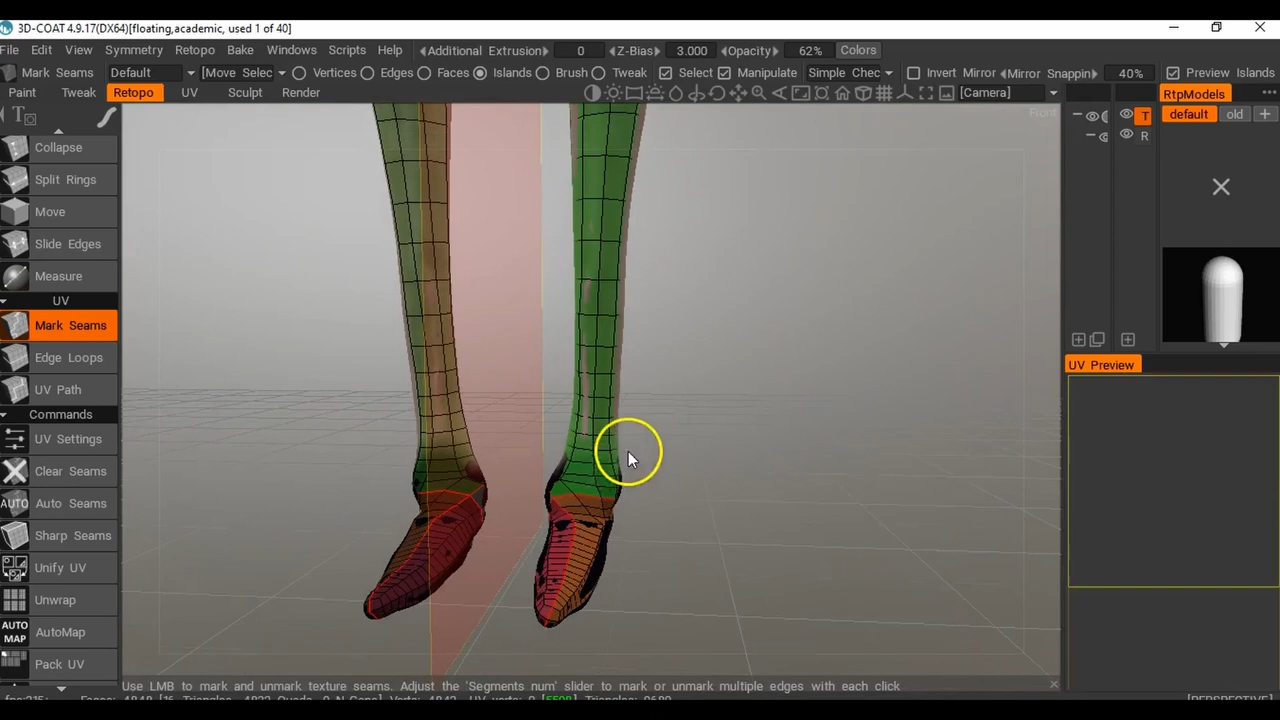 3D-COAT 4.9.17(DX64)[floating,academic, used 1 of 40]
File Edit View Symmetry Retopo Bake Windows Scripts Help Additional Extrusion 0 Z-Bias 3.000 Opacity 62% Colors
Mark Seams Default [Move Selec Vertices Edges Faces Islands Brush Tweak Select Manipulate Simple Chec Invert Mirror Mirror Snappin 40% Preview Islands
Paint Tweak Retopo UV Sculpt Render [Camera] RtpModels
default old +
T
Front
R
Collapse
Split Rings
Move
Slide Edges
Measure
UV
Mark Seams
Edge Loops
UV Preview
UV Path
Commands
UV Settings
Clear Seams
AUTO Auto Seams
Sharp Seams
Unify UV
Unwrap
AUTO MAP AutoMap
Pack UV
Use LMB to mark and unmark texture seams. Adjust the 'Segments num' slider to mark or unmark multiple edges with each click
[PERSPECTIVE]